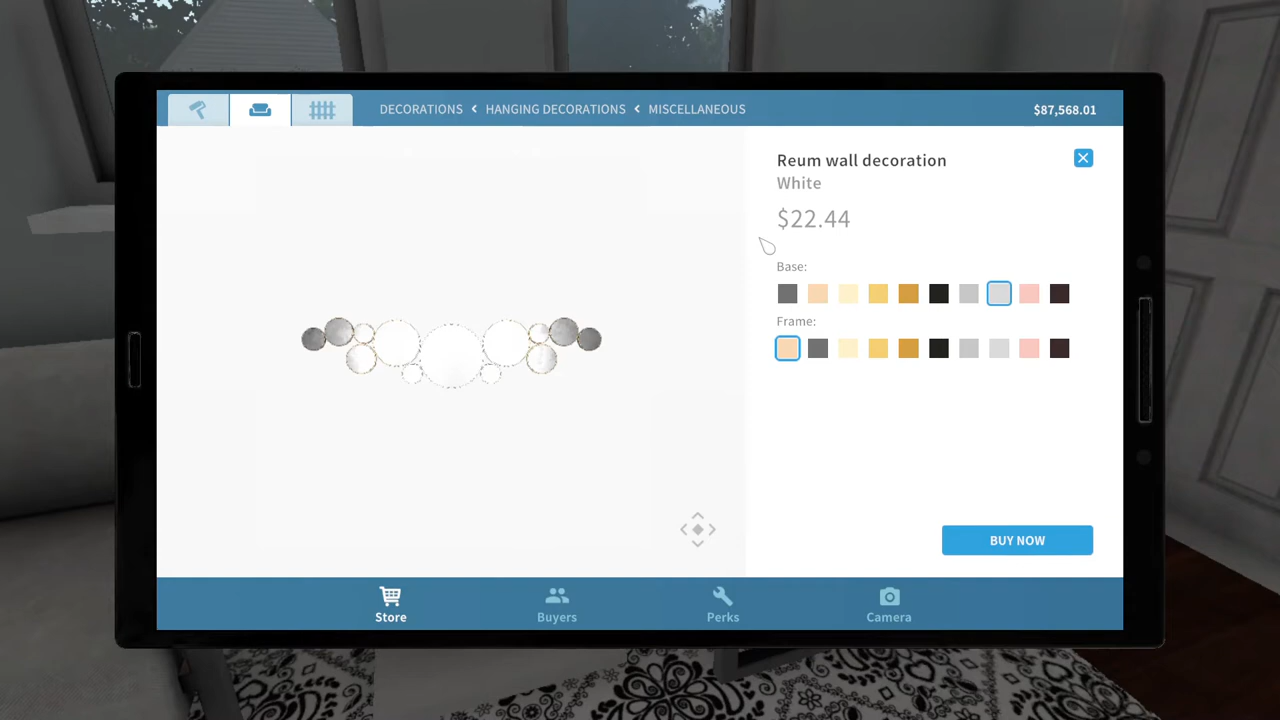 DECORATIONS < HANGING DECORATIONS < MISCELLANEOUS
$87,568.01
Reum wall decoration
White
$22.44
Base:
Frame:
BUY NOW
Store
Buyers
Perks
Camera